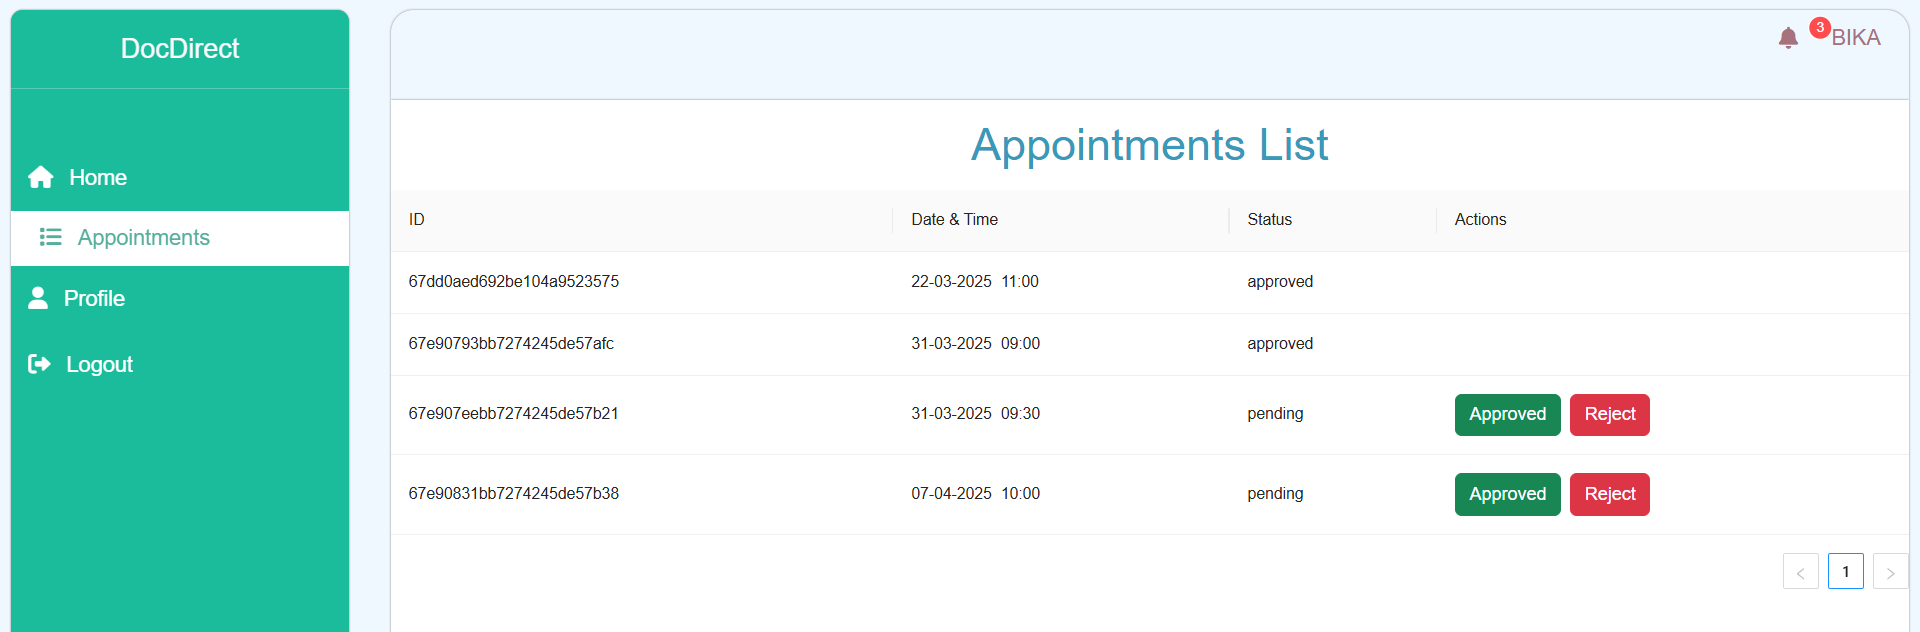 DocDirect
Home
Appointments
Profile
Logout
3
BIKA
Appointments List
ID Date & Time Status Actions
67dd0aed692be104a9523575 22-03-2025 11:00 approved
67e90793bb7274245de57afc 31-03-2025 09:00 approved
67e907eebb7274245de57b21 31-03-2025 09:30 pending Approved Reject
67e90831bb7274245de57b38 07-04-2025 10:00 pending Approved Reject
< 1 >